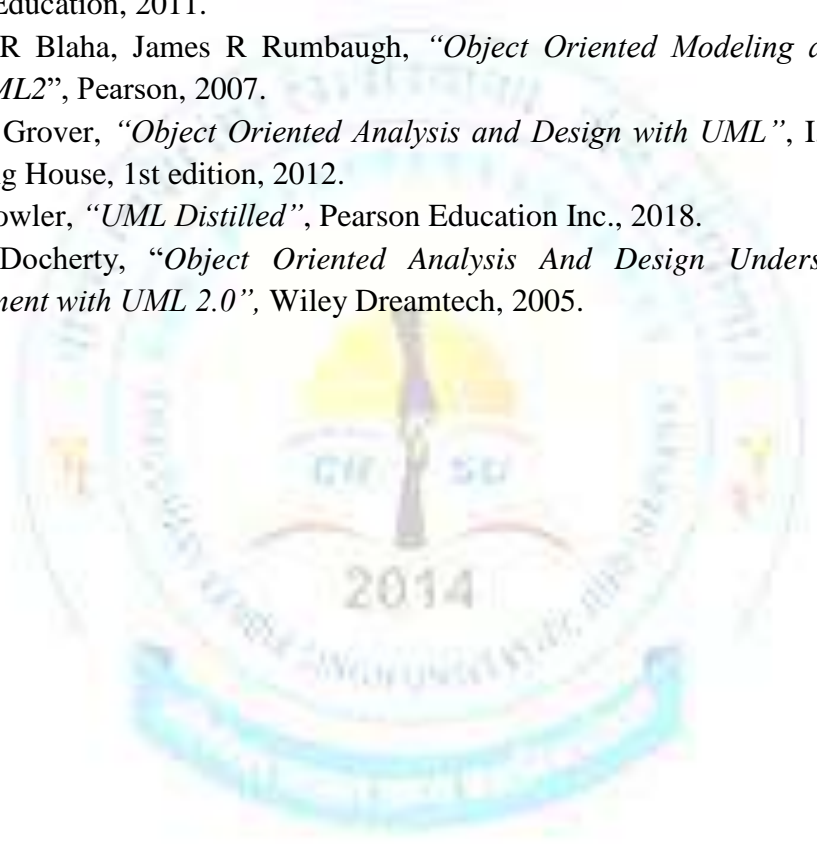 Education, 2011.
R Blaha, James R Rumbaugh, “Object Oriented Modeling
ML2”, Pearson, 2007.
Grover, “Object Oriented Analysis and Design with UML”, I
g House, 1st edition, 2012.
owler, “UML Distilled”, Pearson Education Inc., 2018.
Docherty, “Object Oriented Analysis And Design Unders
ment with UML 2.0”, Wiley Dreamtech, 2005.
CH SU
2014